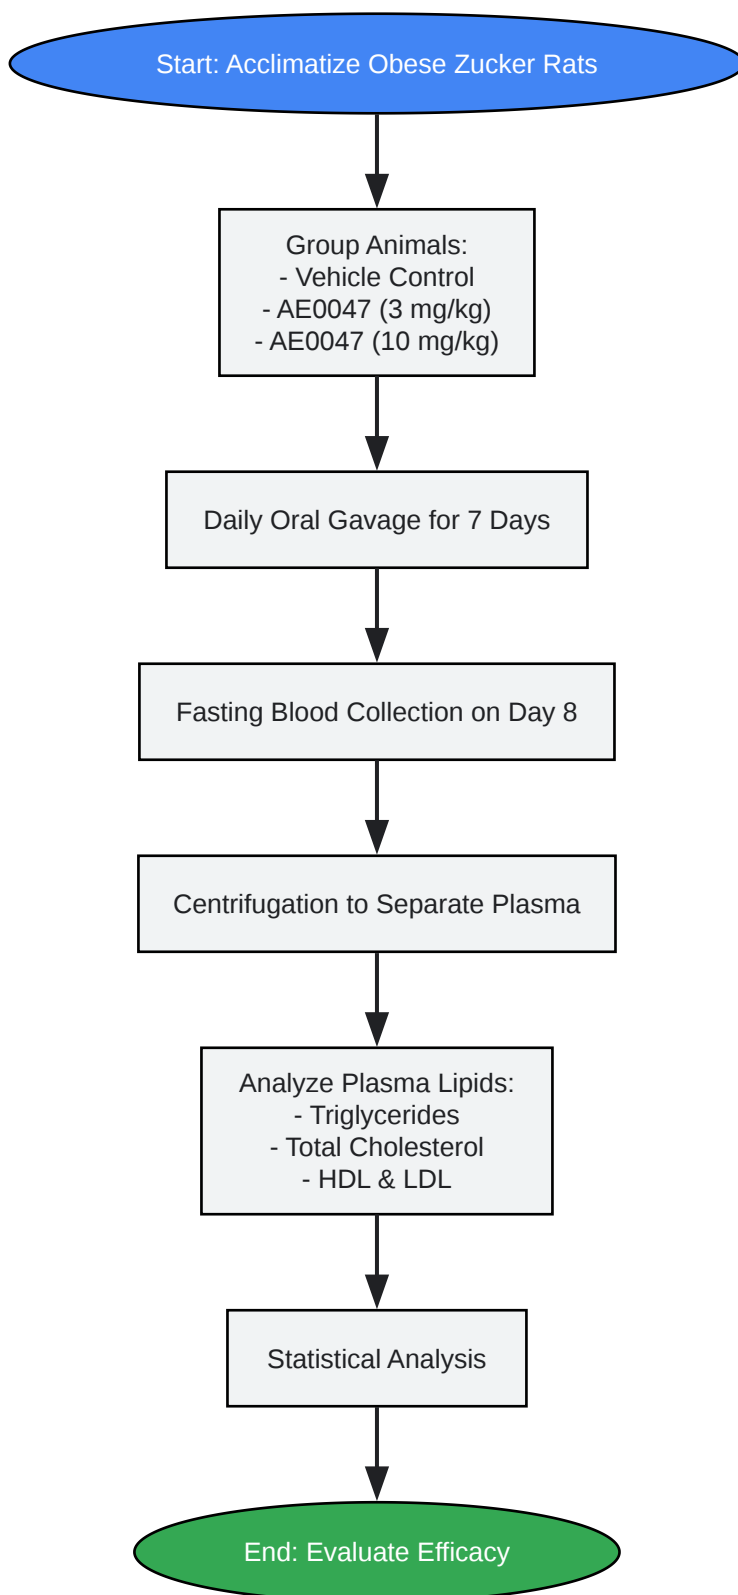 Start: Acclimatize Obese Zucker Rats
Group Animals:
- Vehicle Control
- AE0047 (3 mg/kg)
- AE0047 (10 mg/kg)
Daily Oral Gavage for 7 Days
Fasting Blood Collection on Day 8
Centrifugation to Separate Plasma
Analyze Plasma Lipids:
- Triglycerides
- Total Cholesterol
- HDL & LDL
Statistical Analysis
End: Evaluate Efficacy